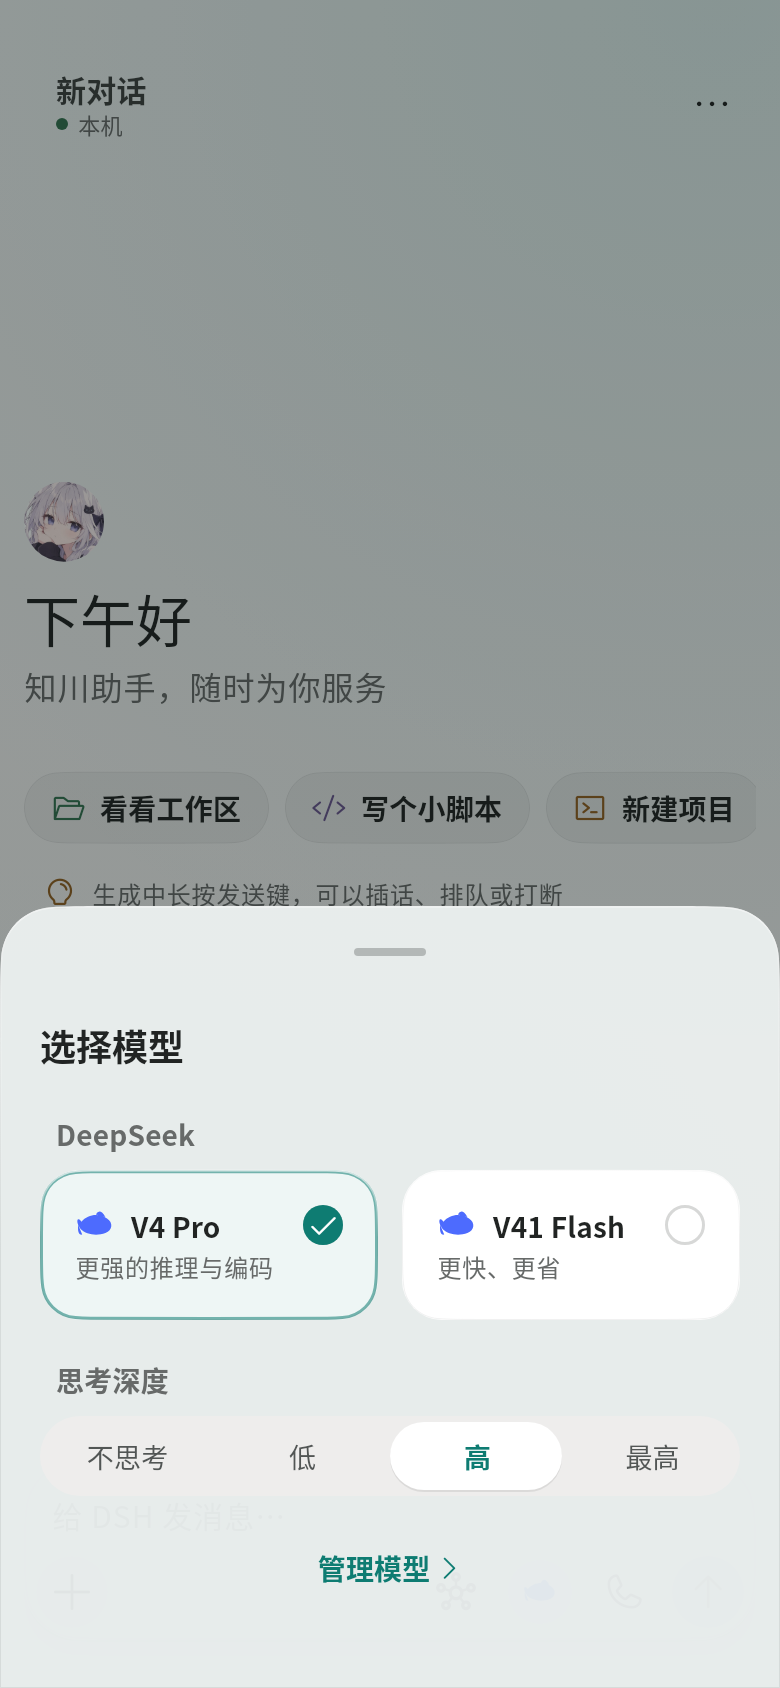 新对话
本机
下午好
知川助手，随时为你服务
看看工作区
写个小脚本
新建项目
生成中长按发送键，可以插话、排队或打断
选择模型
DeepSeek
V4 Pro
更强的推理与编码
V41 Flash
更快、更省
思考深度
不思考
低
高
最高
给 DSH 发消息…
管理模型